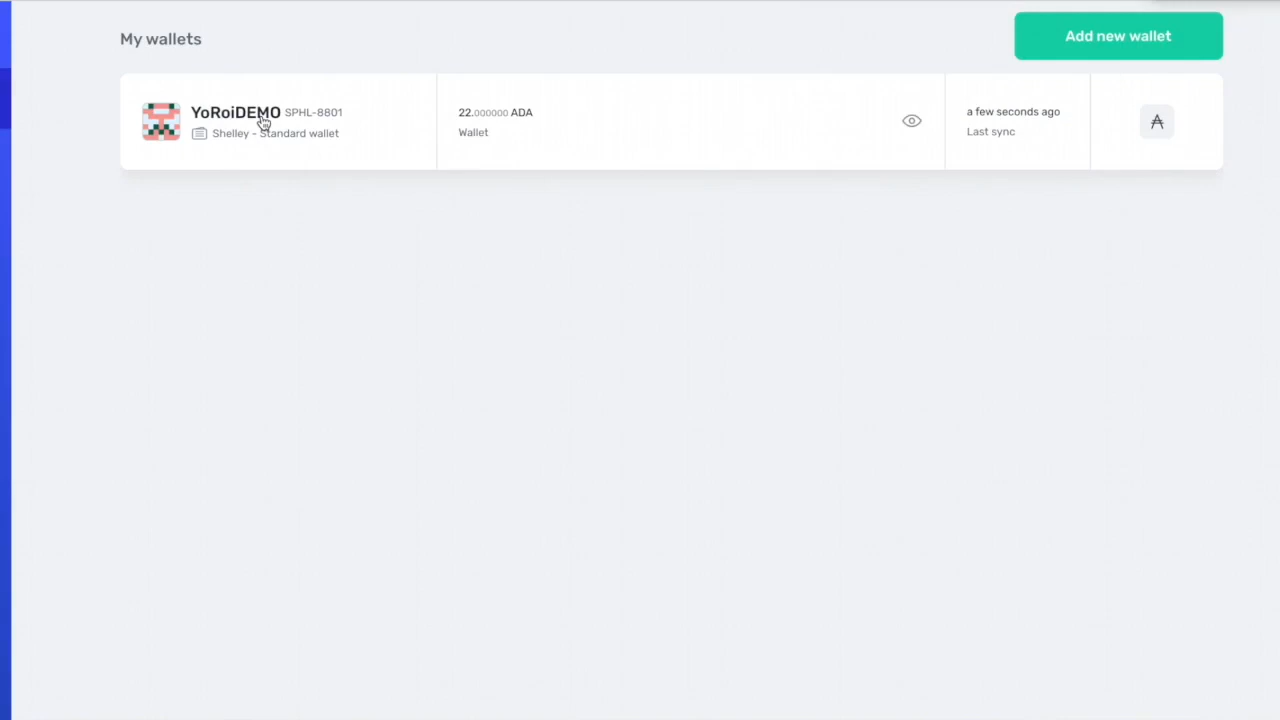 My wallets
Add new wallet
YoRoiDEMO SPHL-8801
Shelley - Standard wallet
22.000000 ADA
Wallet
a few seconds ago
Last sync